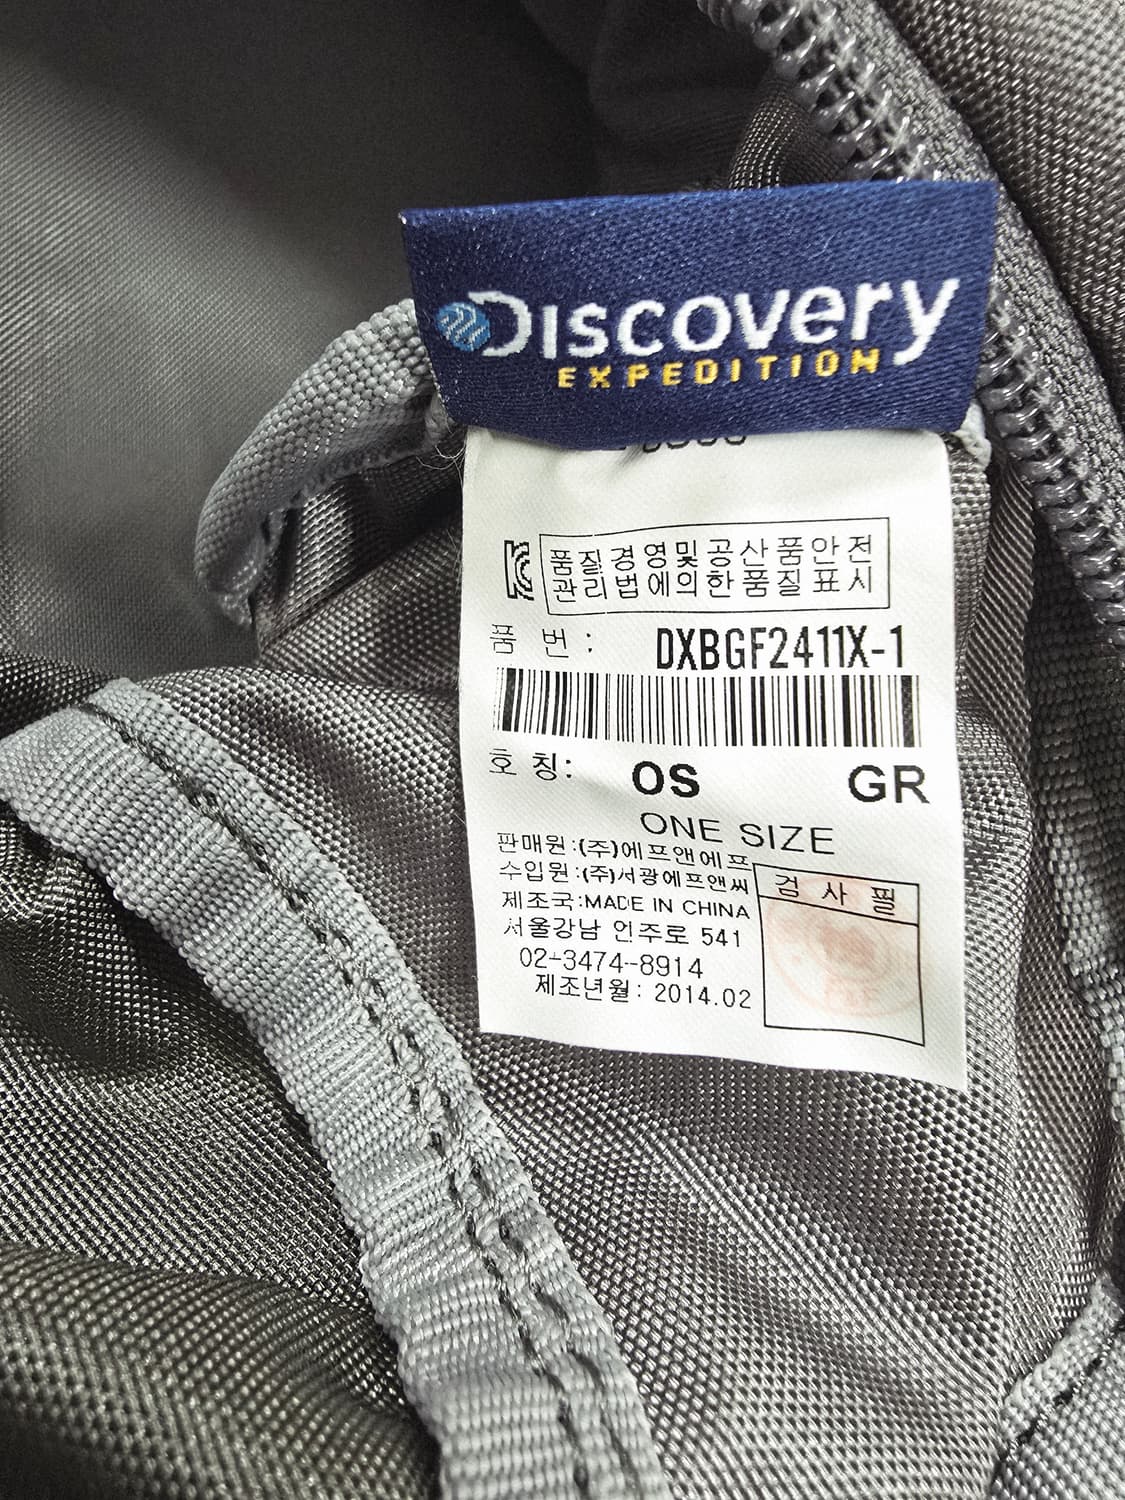 Discovery
EXPEDITION
품질경영및공산품안전
관리법에의한품질표시
품 번 : DXBGF2411X-1
호 칭: OS GR
ONE SIZE
판매원:(주)에프앤에프
수입원:(주)서광에프앤씨
제조국:MADE IN CHINA
서울강남 언주로 541
02-3474-8914
제조년월: 2014.02
검 사 필
F&F